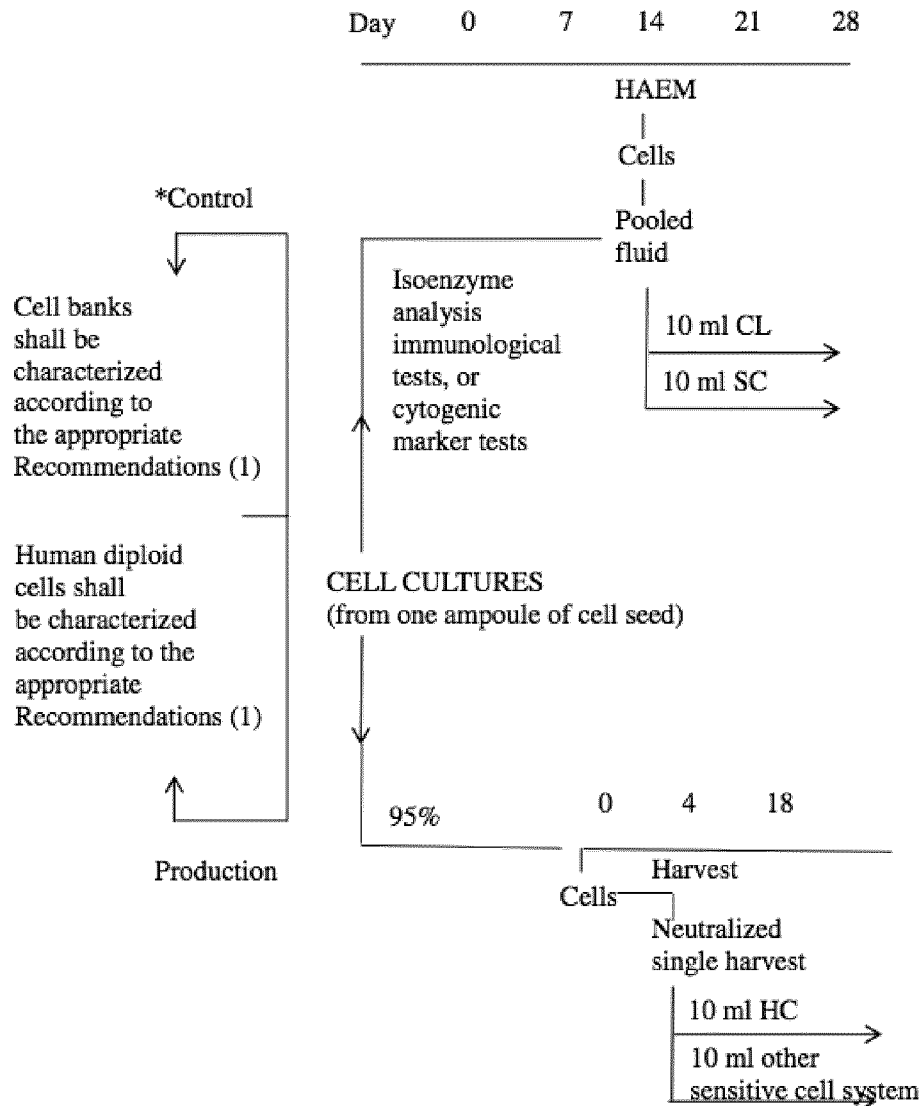 Day 0 7 14 21 28
HAEM
Cells
*Control
Pooled
fluid
Isoenzyme
analysis
immunological
tests, or
cytogenic
marker tests
10 ml CL
10 ml SC
Cell banks
shall be
characterized
according to
the appropriate
Recommendations (1)
Human diploid
cells shall
be characterized
according to the
appropriate
Recommendations (1)
CELL CULTURES
(from one ampoule of cell seed)
95%
0 4 18
Production
Harvest
Cells
Neutralized
single harvest
10 ml HC
10 ml other
sensitive cell system